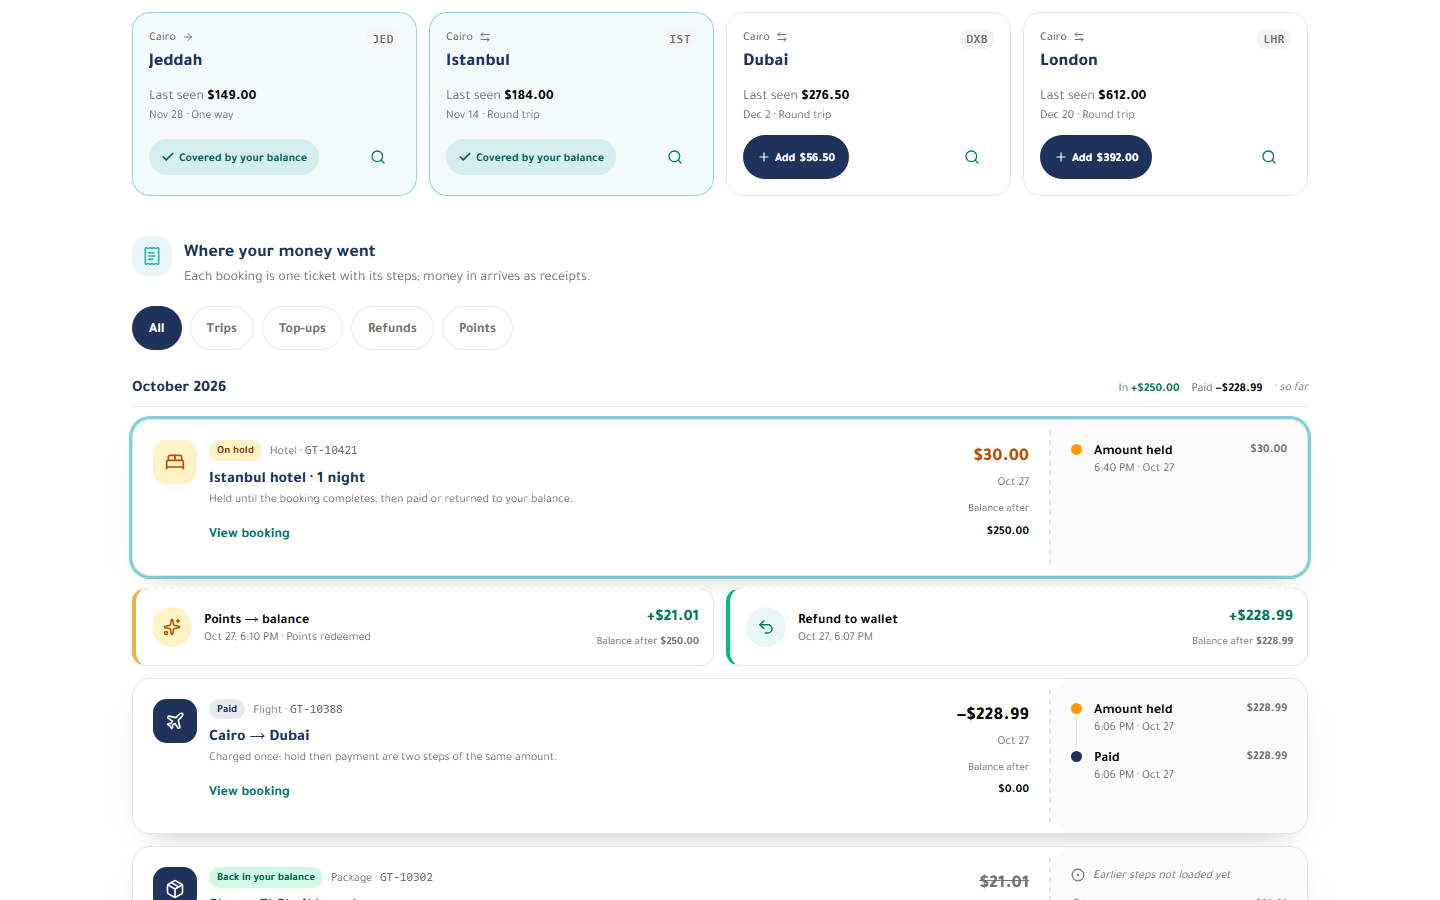 Cairo →
JED
Jeddah
Last seen $149.00
Nov 28 · One way
Covered by your balance
Cairo ⇆
IST
Istanbul
Last seen $184.00
Nov 14 · Round trip
Covered by your balance
Cairo ⇆
DXB
Dubai
Last seen $276.50
Dec 2 · Round trip
+ Add $56.50
Cairo ⇆
LHR
London
Last seen $612.00
Dec 20 · Round trip
+ Add $392.00
Where your money went
Each booking is one ticket with its steps; money in arrives as receipts.
All
Trips
Top-ups
Refunds
Points
October 2026
In +$250.00 Paid −$228.99 · so far
On hold Hotel · GT-10421
Istanbul hotel · 1 night
Held until the booking completes, then paid or returned to your balance.
View booking
$30.00
Oct 27
Balance after
$250.00
Amount held $30.00
6:40 PM · Oct 27
Points → balance
Oct 27, 6:10 PM · Points redeemed
+$21.01
Balance after $250.00
Refund to wallet
Oct 27, 6:07 PM
+$228.99
Balance after $228.99
Paid Flight · GT-10388
Cairo → Dubai
Charged once: hold then payment are two steps of the same amount.
View booking
−$228.99
Oct 27
Balance after
$0.00
Amount held $228.99
6:06 PM · Oct 27
Paid $228.99
6:06 PM · Oct 27
Back in your balance Package · GT-10302
$21.01
Earlier steps not loaded yet